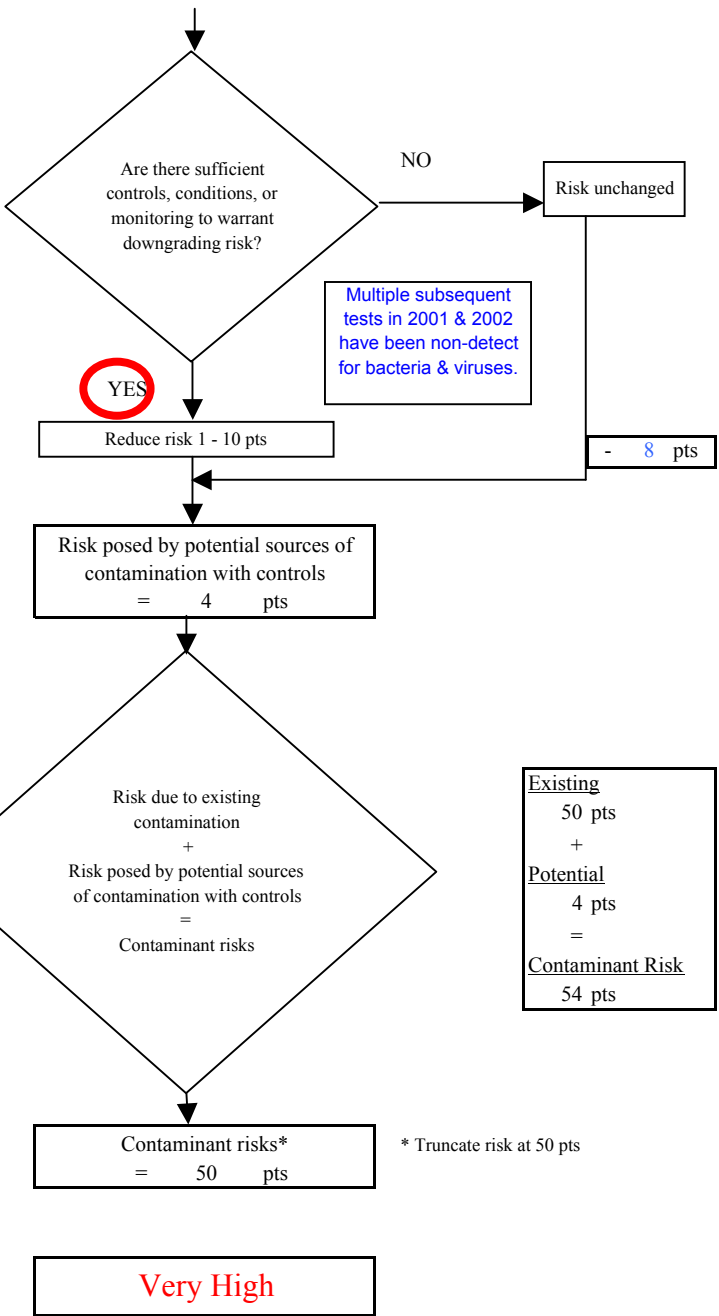 Are there sufficient
controls, conditions, or
monitoring to warrant
downgrading risk?
NO
Risk unchanged
Multiple subsequent
tests in 2001 & 2002
have been non-detect
for bacteria & viruses.
YES
Reduce risk 1 - 10 pts
- 8 pts
Risk posed by potential sources of
contamination with controls
= 4 pts
Risk due to existing
contamination
+
Risk posed by potential sources
of contamination with controls
=
Contaminant risks
Existing
50 pts
+
Potential
4 pts
=
Contaminant Risk
54 pts
Contaminant risks*
= 50 pts
* Truncate risk at 50 pts
Very High